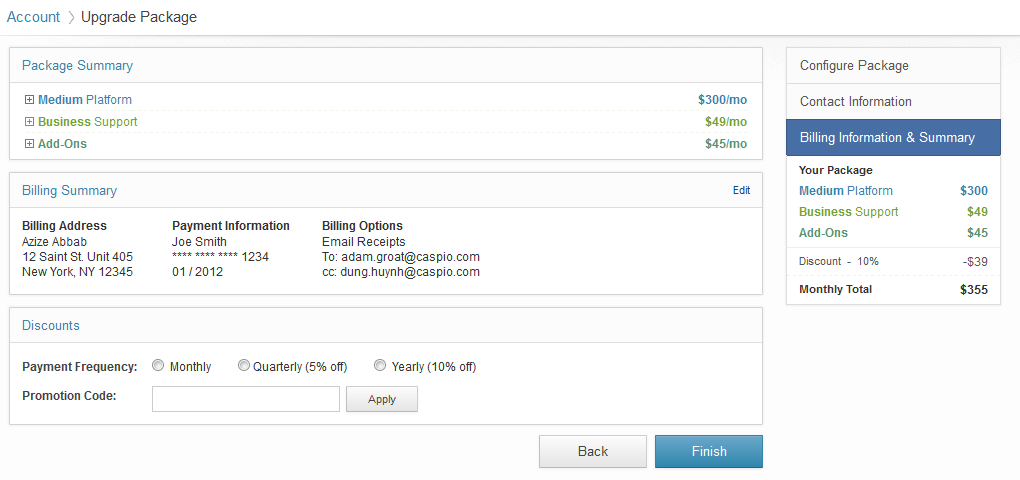 Account > Upgrade Package
Package Summary
Medium Platform $300/mo
Business Support $49/mo
Add-Ons $45/mo
Billing Summary Edit
Billing Address Payment Information Billing Options
Azize Abbab Joe Smith Email Receipts
12 Saint St. Unit 405 **** **** **** 1234 To: adam.groat@caspio.com
New York, NY 12345 01 / 2012 cc: dung.huynh@caspio.com
Discounts
Payment Frequency: Monthly Quarterly (5% off) Yearly (10% off)
Promotion Code: Apply
Back Finish
Configure Package
Contact Information
Billing Information & Summary
Your Package
Medium Platform $300
Business Support $49
Add-Ons $45
Discount - 10% -$39
Monthly Total $355